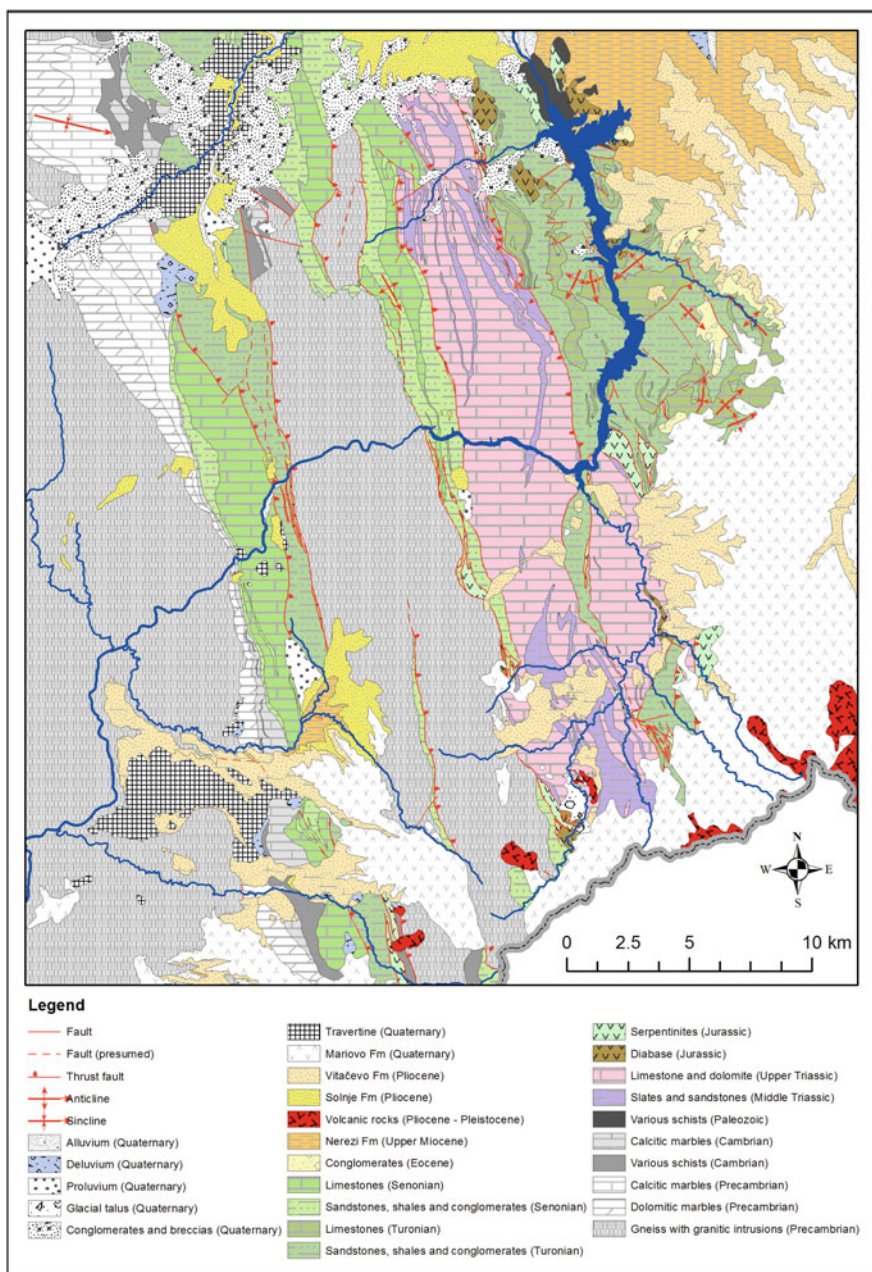 N
W E
S
0 2.5 5 10 km
Legend
Fault
Fault (presumed)
Thrust fault
Anticline
Sincline
Alluvium (Quaternary)
Deluvium (Quaternary)
Proluvium (Quaternary)
Glacial talus (Quaternary)
Conglomerates and breccias (Quaternary)
Travertine (Quaternary)
Mariovo Fm (Quaternary)
Vitačevo Fm (Pliocene)
Solnje Fm (Pliocene)
Volcanic rocks (Pliocene - Pleistocene)
Nerezi Fm (Upper Miocene)
Conglomerates (Eocene)
Limestones (Senonian)
Sandstones, shales and conglomerates (Senonian)
Limestones (Turonian)
Sandstones, shales and conglomerates (Turonian)
Serpentinites (Jurassic)
Diabase (Jurassic)
Limestone and dolomite (Upper Triassic)
Slates and sandstones (Middle Triassic)
Various schists (Paleozoic)
Calcitic marbles (Cambrian)
Various schists (Cambrian)
Calcitic marbles (Precambrian)
Dolomitic marbles (Precambrian)
Gneiss with granitic intrusions (Precambrian)